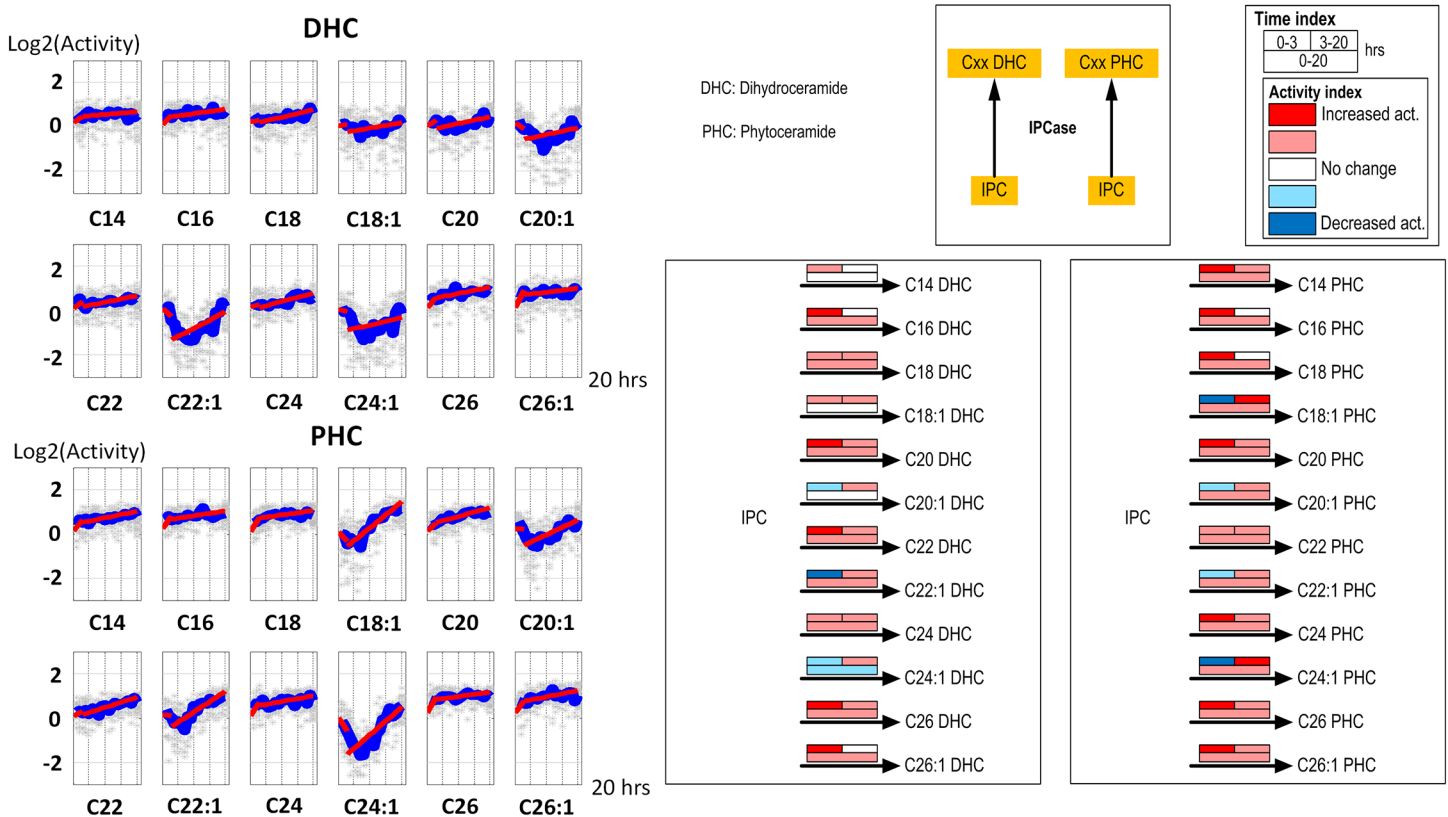 DHC
Log2(Activity)
2
0
-2
C14 C16 C18 C18:1 C20 C20:1
2
0
-2
20 hrs
C22 C22:1 C24 C24:1 C26 C26:1
PHC
Log2(Activity)
2
0
-2
C14 C16 C18 C18:1 C20 C20:1
2
0
-2
20 hrs
C22 C22:1 C24 C24:1 C26 C26:1
DHC: Dihydroceramide
PHC: Phytoceramide
Cxx DHC Cxx PHC
IPCase
IPC IPC
Time index
0-3 3-20
hrs
0-20
Activity index
Increased act.
No change
Decreased act.
IPC
C14 DHC
C16 DHC
C18 DHC
C18:1 DHC
C20 DHC
C20:1 DHC
C22 DHC
C22:1 DHC
C24 DHC
C24:1 DHC
C26 DHC
C26:1 DHC
IPC
C14 PHC
C16 PHC
C18 PHC
C18:1 PHC
C20 PHC
C20:1 PHC
C22 PHC
C22:1 PHC
C24 PHC
C24:1 PHC
C26 PHC
C26:1 PHC